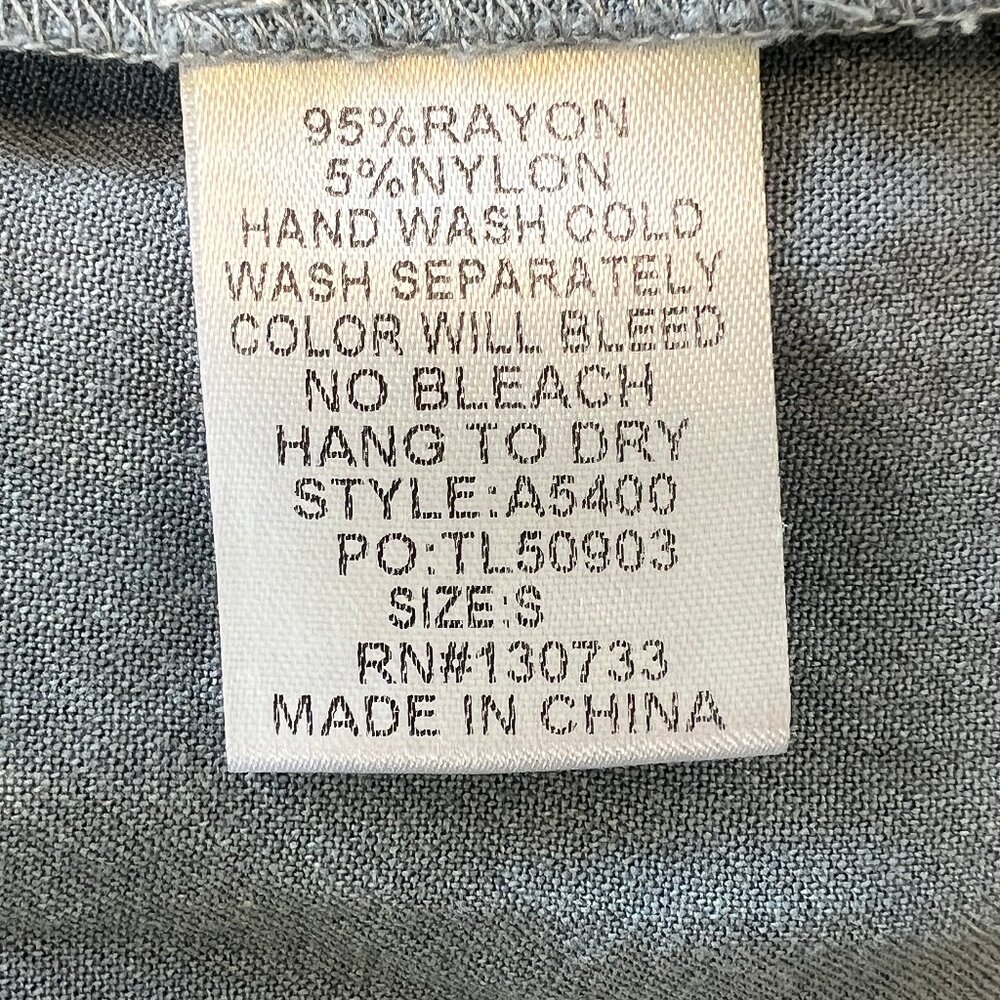 95%RAYON
5%NYLON
HAND WASH COLD
WASH SEPARATELY
COLOR WILL BLEED
NO BLEACH
HANG TO DRY
STYLE:A5400
PO:TL50903
SIZE:S
RN#130733
MADE IN CHINA